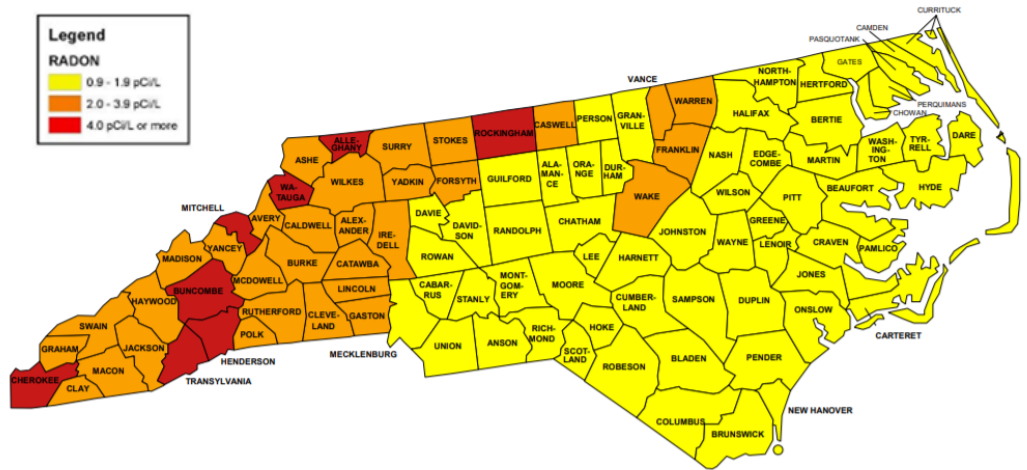 Legend
RADON
0.9 - 1.9 pCi/L
2.0 - 3.9 pCi/L
4.0 pCi/L or more
CURRITUCK
CAMDEN
PASQUOTANK
GATES
VANCE
NORTH-
HAMPTON
HERTFORD
WARREN
PERQUIMANS
CHOWAN
ALLE-
GHANY
SURRY
STOKES
ROCKINGHAM
CASWELL
PERSON
GRAN-
VILLE
HALIFAX
BERTIE
ASHE
FRANKLIN
NASH
EDGE-
COMBE
MARTIN
WASH-
ING-
TON
TYR-
RELL
DARE
WA-
TAUGA
WILKES
YADKIN
FORSYTH
GUILFORD
ALA-
MAN-
CE
ORA-
NGE
DUR-
HAM
WAKE
WILSON
PITT
BEAUFORT
HYDE
MITCHELL
AVERY
CALDWELL
ALEX-
ANDER
IRE-
DELL
DAVIE
DAVID-
SON
RANDOLPH
CHATHAM
JOHNSTON
WAYNE
GREENE
LENOIR
CRAVEN
PAMLICO
MADISON
YANCEY
BURKE
CATAWBA
ROWAN
LEE
HARNETT
MCDOWELL
BUNCOMBE
HAYWOOD
RUTHERFORD
CLEVE-
LAND
LINCOLN
GASTON
CABAR-
RUS
STANLY
MONT-
GOM-
ERY
MOORE
CUMBER-
LAND
SAMPSON
DUPLIN
JONES
ONSLOW
CARTERET
SWAIN
GRAHAM
JACKSON
POLK
HENDERSON
MECKLENBURG
UNION
ANSON
RICH-
MOND
SCOT-
LAND
HOKE
ROBESON
BLADEN
PENDER
CHEROKEE
CLAY
MACON
TRANSYLVANIA
NEW HANOVER
COLUMBUS
BRUNSWICK